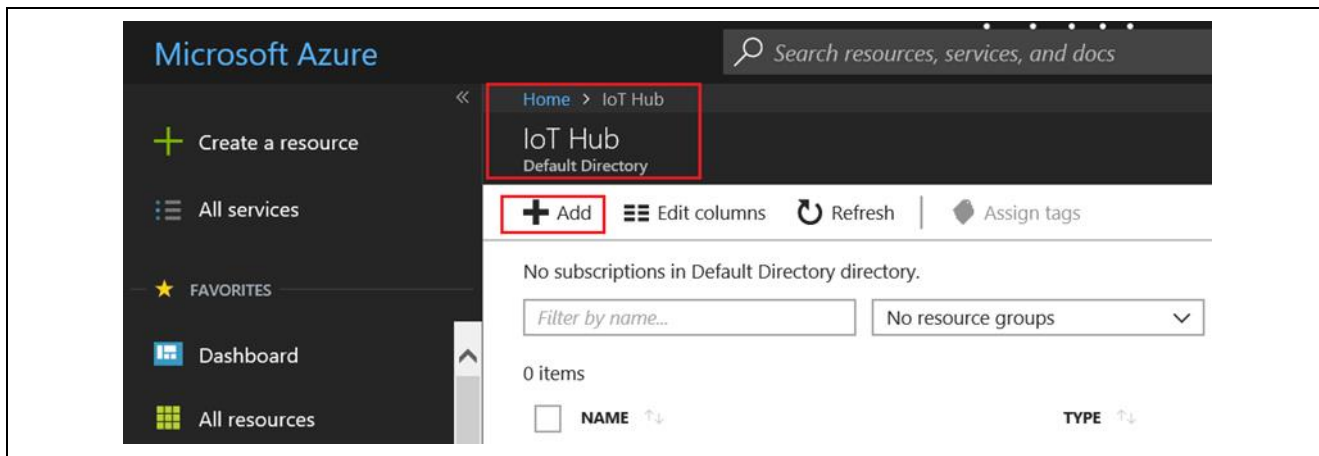 Microsoft Azure
Search resources, services, and docs
«
Home > IoT Hub
Create a resource
IoT Hub
Default Directory
All services
Add Edit columns Refresh Assign tags
No subscriptions in Default Directory directory.
FAVORITES
Filter by name... No resource groups
Dashboard
0 items
All resources
NAME ↑↓ TYPE ↑↓